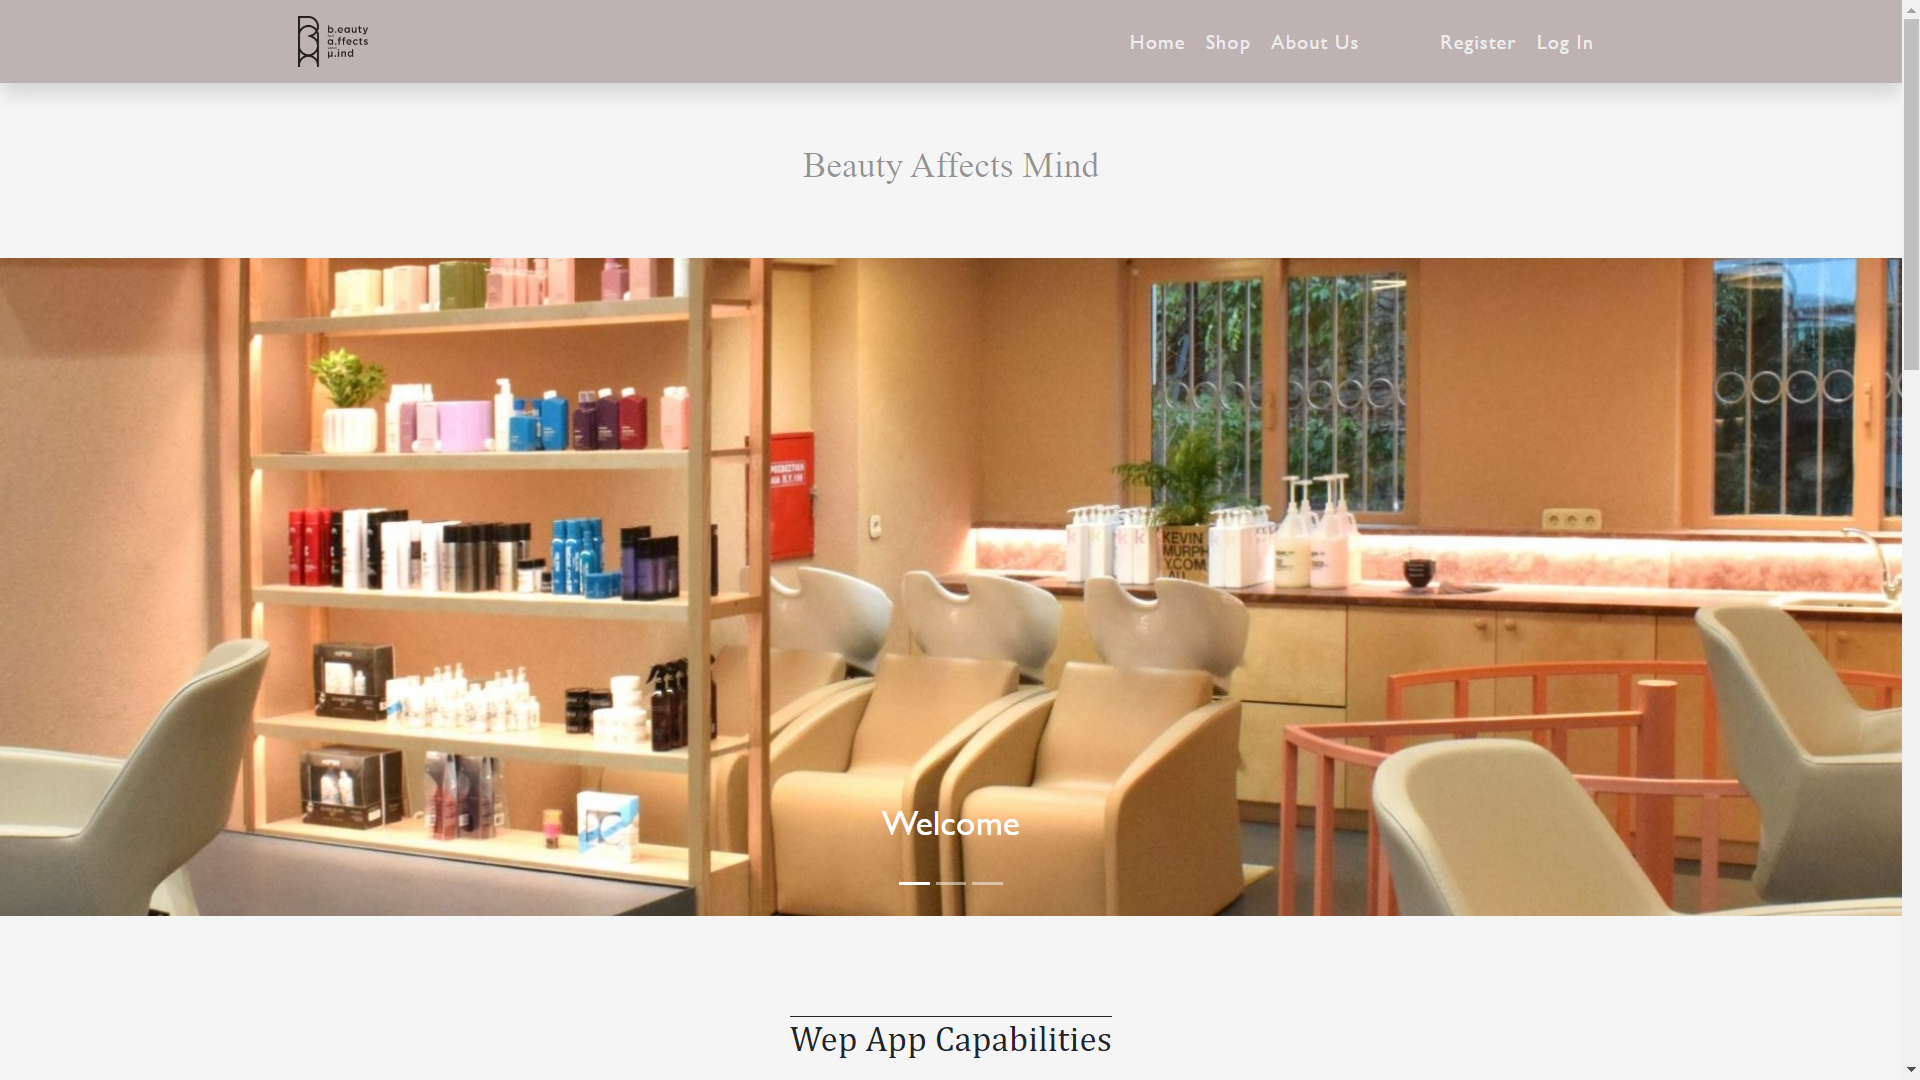 b.eauty
a.ffects
μ.ind
Home Shop About Us Register Log In
Beauty Affects Mind
KEVIN
MURPH
Y.COM
.AU
Welcome
Wep App Capabilities